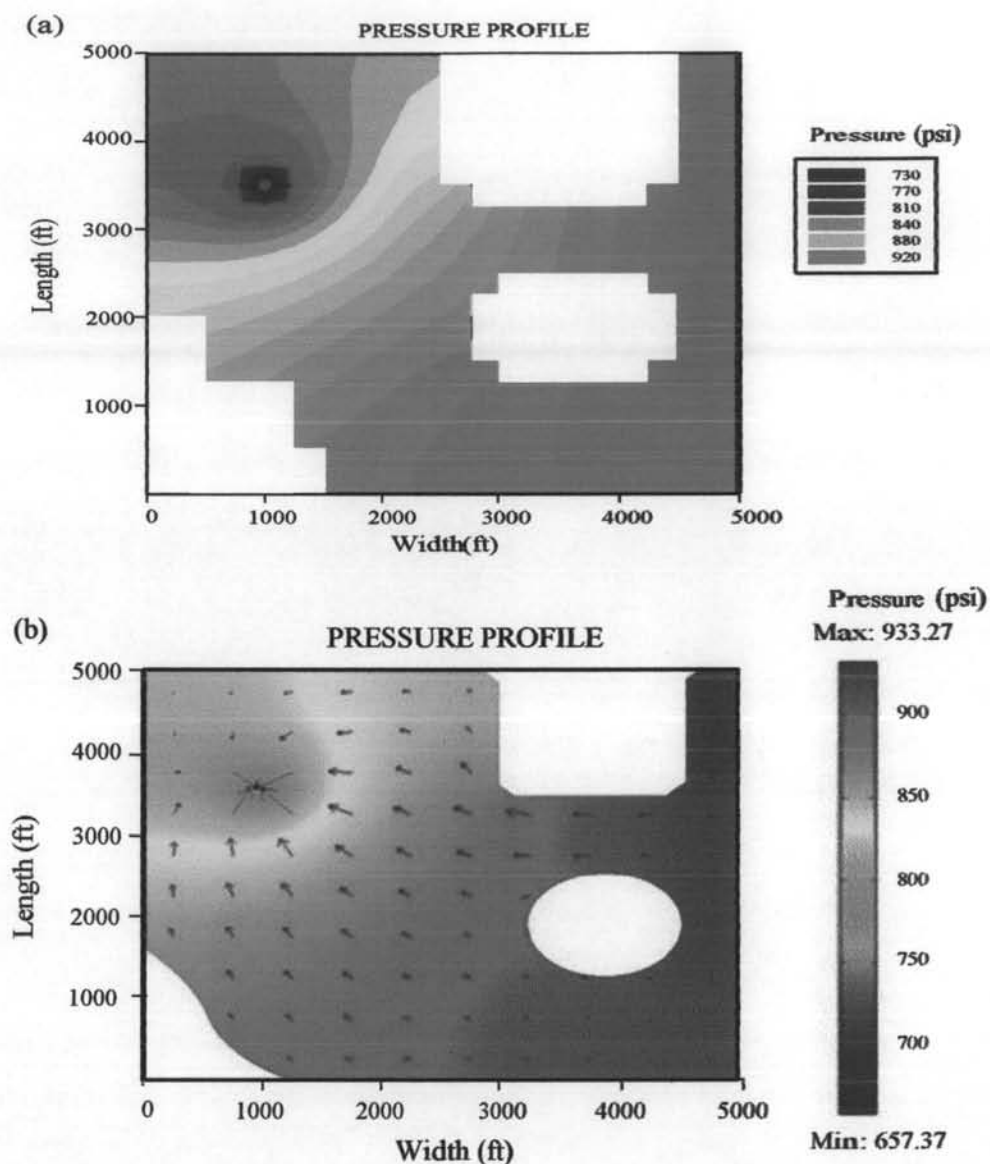 (a)
PRESSURE PROFILE
5000
4000
3000
2000
1000
Length (ft)
0
1000
2000
3000
4000
5000
Width(ft)
Pressure (psi)
730
770
810
840
880
920
(b)
PRESSURE PROFILE
5000
4000
3000
2000
1000
Length (ft)
0
1000
2000
3000
4000
5000
Width (ft)
Pressure (psi)
Max: 933.27
900
850
800
750
700
Min: 657.37